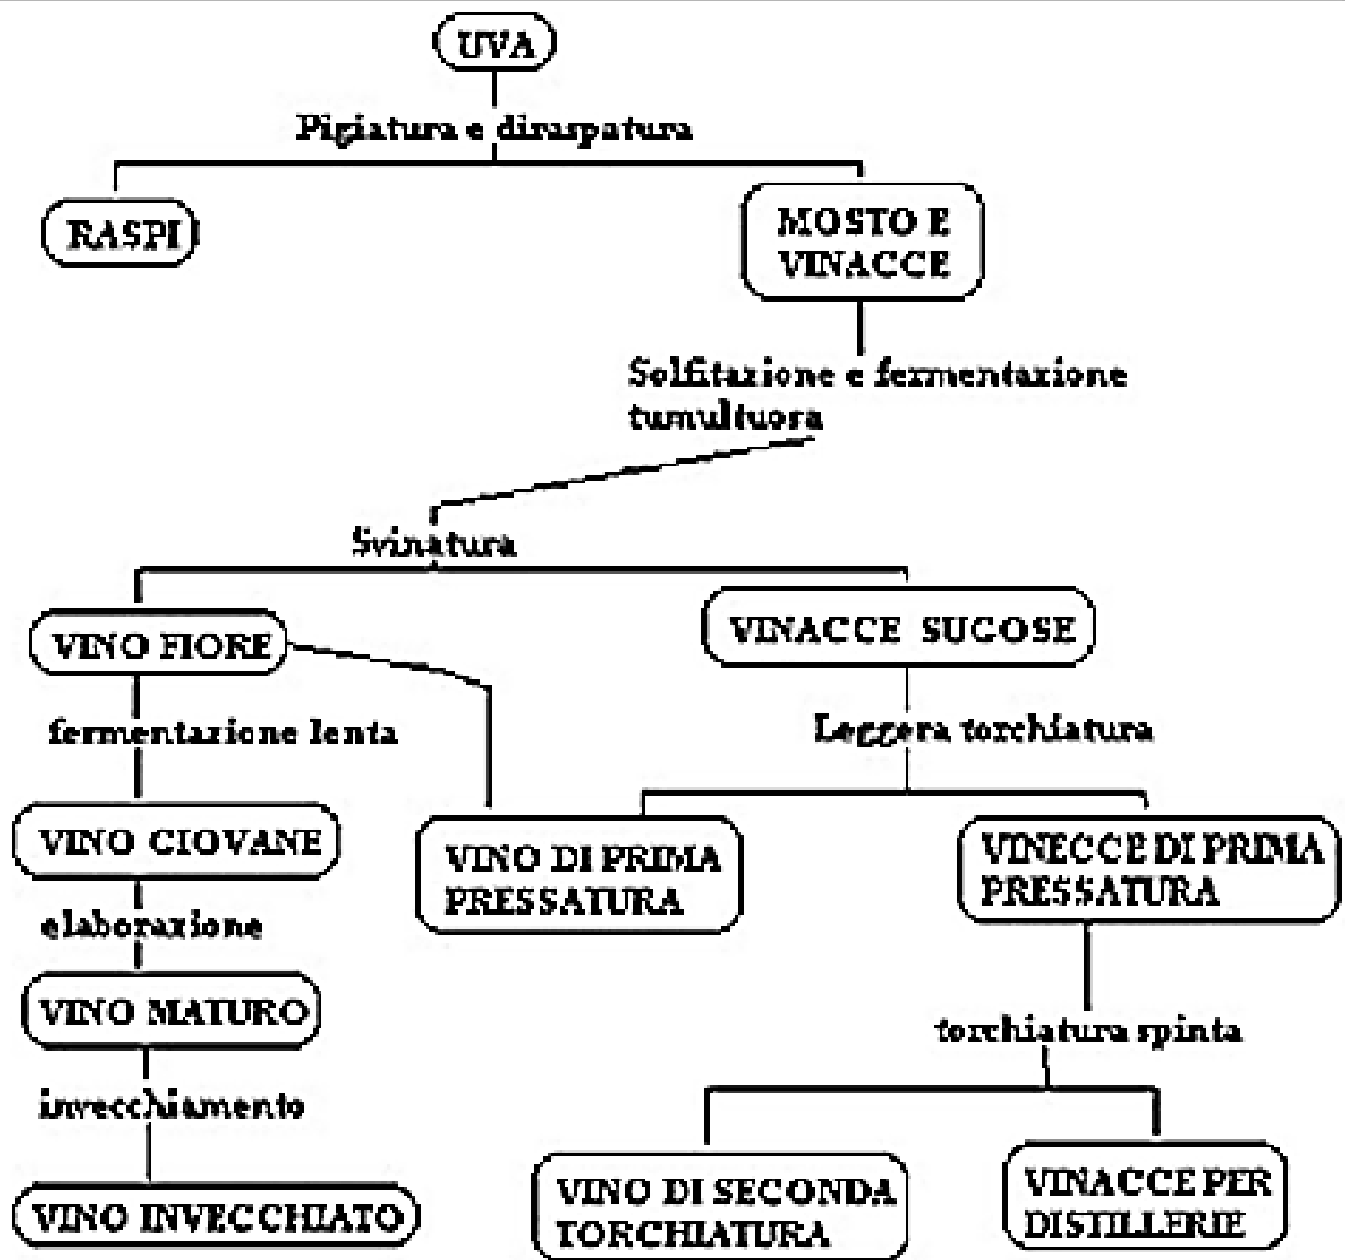 UVA
Pigiatura e diraspatura
RASPI
MOSTO E
VINACCE
Solfitazione e fermentazione
tumultuosa
Svinatura
VINO FIORE
VINACCE SUCOSE
fermentazione lenta
Leggera torchiatura
VINO GIOVANE
VINO DI PRIMA
PRESSATURA
VINECCE DI PRIMA
PRESSATURA
elaborazione
VINO MATURO
torchiatura spinta
invecchiamento
VINO INVECCHIATO
VINO DI SECONDA
TORCHIATURA
VINACCE PER
DISTILLERIE